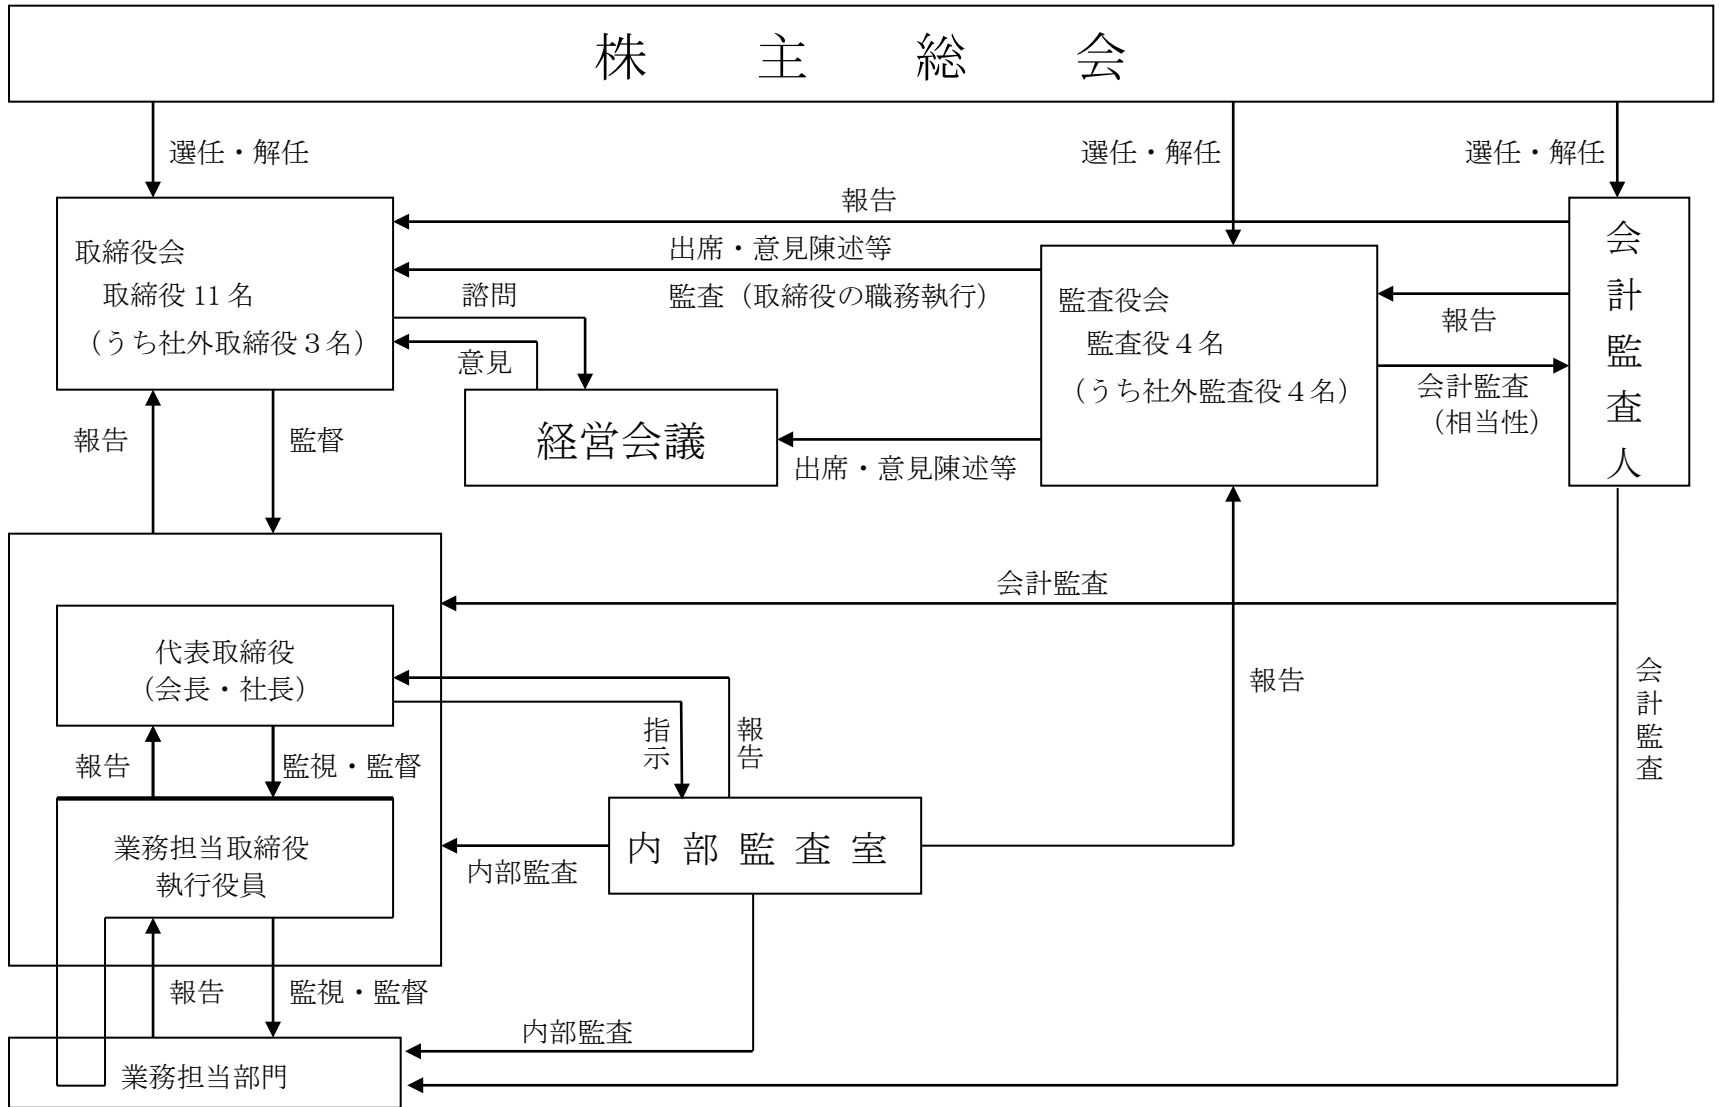 株主総会
選任・解任
選任・解任
選任・解任
報告
取締役会
取締役 11 名
（うち社外取締役３名）
出席・意見陳述等
監査（取締役の職務執行）
諮問
意見
監査役会
監査役４名
（うち社外監査役４名）
報告
会計監査
（相当性）
会計監査人
経営会議
出席・意見陳述等
報告
監督
会計監査
代表取締役
（会長・社長）
指示
報告
報告
会計監査
報告
監視・監督
業務担当取締役
執行役員
内部監査
内部監査室
報告
監視・監督
内部監査
業務担当部門